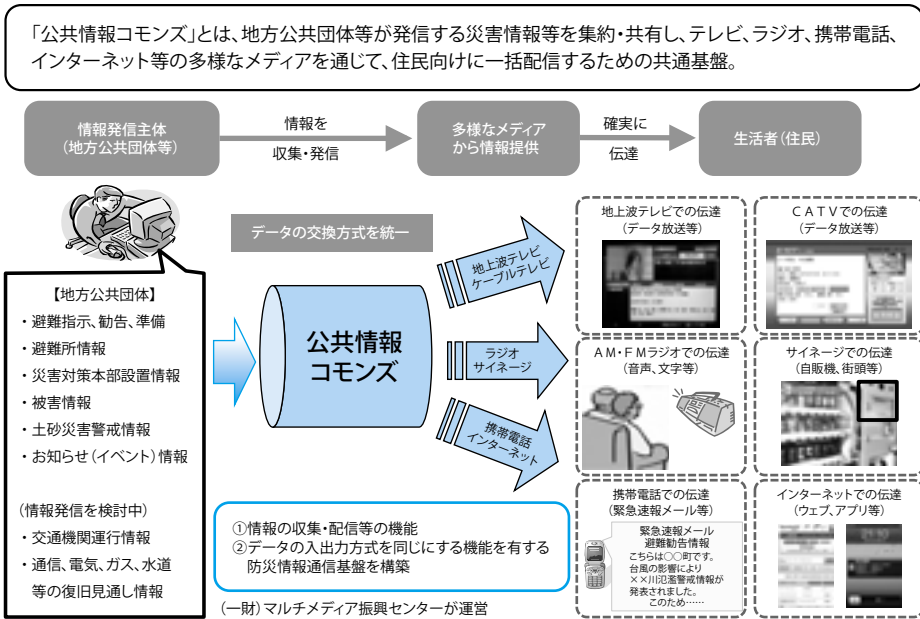 「公共情報コモンズ」とは、地方公共団体等が発信する災害情報等を集約・共有し、テレビ、ラジオ、携帯電話、
インターネット等の多様なメディアを通じて、住民向けに一括配信するための共通基盤。
情報発信主体
(地方公共団体等)
情報を
収集・発信
多様なメディア
から情報提供
確実に
伝達
生活者(住民)
データの交換方式を統一
【地方公共団体】
・避難指示、勧告、準備
・避難所情報
・災害対策本部設置情報
・被害情報
・土砂災害警戒情報
・お知らせ(イベント)情報
(情報発信を検討中)
・交通機関運行情報
・通信、電気、ガス、水道
等の復旧見通し情報
公共情報
コモンズ
地上波テレビ
ケーブルテレビ
ラジオ
サイネージ
携帯電話
インターネット
①情報の収集・配信等の機能
②データの入出力方式を同じにする機能を有する
防災情報通信基盤を構築
(一財)マルチメディア振興センターが運営
地上波テレビでの伝達
(データ放送等)
CATVでの伝達
(データ放送等)
AM・FMラジオでの伝達
(音声、文字等)
サイネージでの伝達
(自販機、街頭等)
携帯電話での伝達
(緊急速報メール等)
緊急速報メール
避難勧告情報
こちらは○○町です。
台風の影響により
××川氾濫警戒情報が
発表されました。
このため……
インターネットでの伝達
(ウェブ、アプリ等)